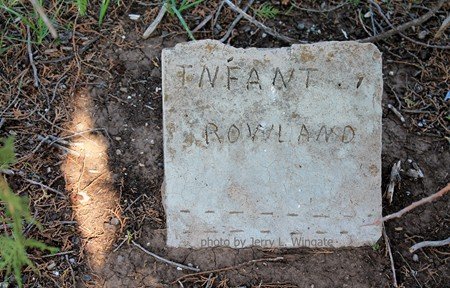 INFANT
ROWLAND
photo by Jerry L. Wingate